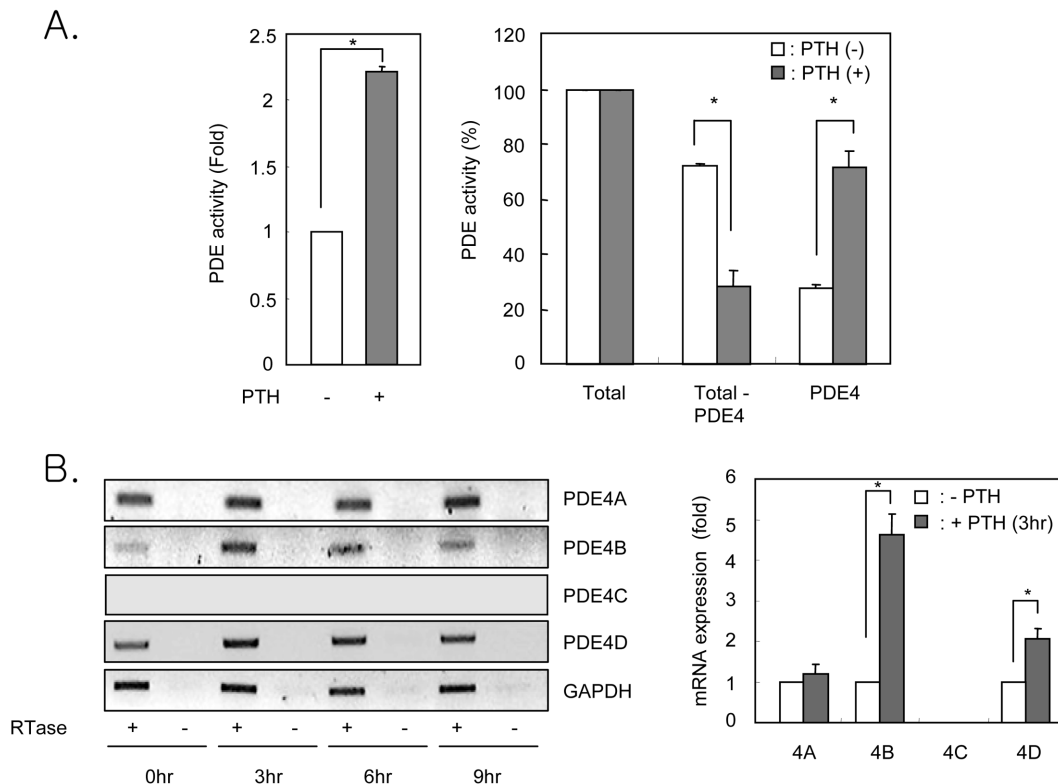 A.
PDE activity (Fold)
2.5
2
1.5
1
0.5
0
*
PTH
-
+
PDE activity (%)
120
100
80
60
40
20
0
: PTH (-)
: PTH (+)
*
*
Total
Total -
PDE4
PDE4
B.
PDE4A
PDE4B
PDE4C
PDE4D
GAPDH
RTase + - + - + - + -
0hr 3hr 6hr 9hr
mRNA expression (fold)
6
5
4
3
2
1
0
: - PTH
: + PTH (3hr)
*
*
4A 4B 4C 4D